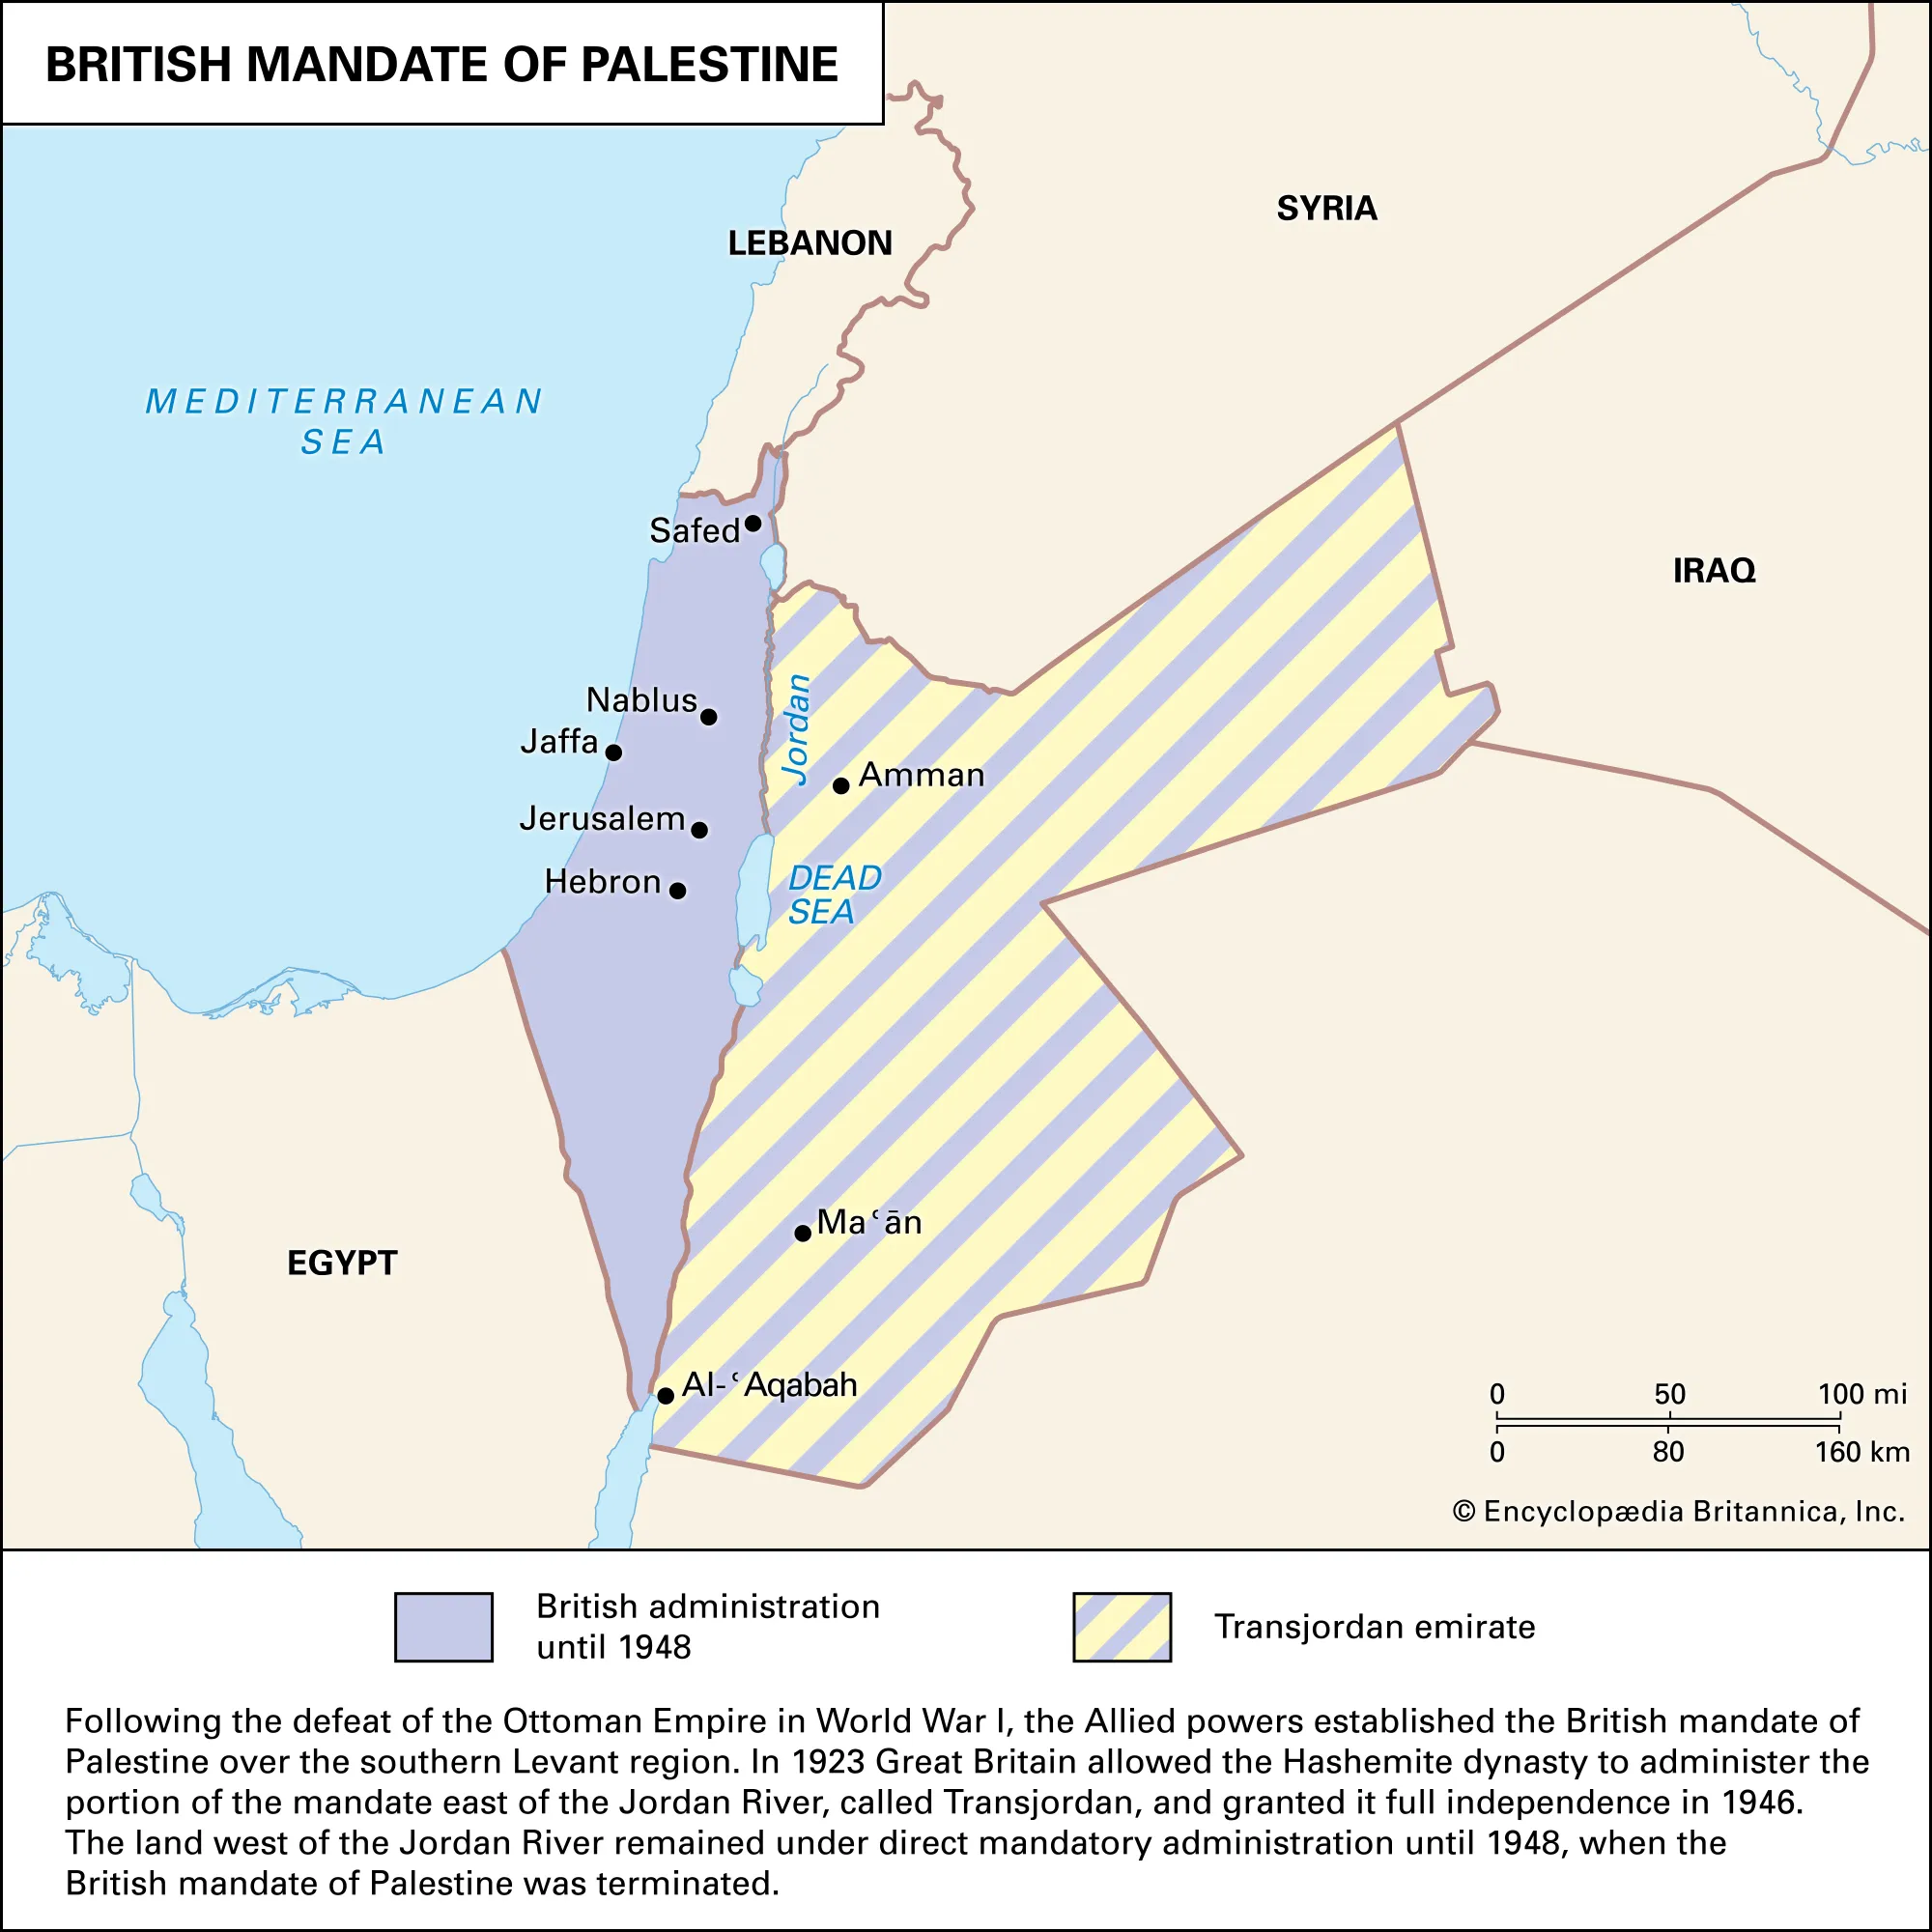 BRITISH MANDATE OF PALESTINE
SYRIA
LEBANON
MEDITERRANEAN
SEA
Safed
IRAQ
Nablus
Jordan
Jaffa
Amman
Jerusalem
Hebron
DEAD
SEA
Maʿān
EGYPT
Al-ʿAqabah
0 50 100 mi
0 80 160 km
© Encyclopædia Britannica, Inc.
British administration
until 1948
Transjordan emirate
Following the defeat of the Ottoman Empire in World War I, the Allied powers established the British mandate of
Palestine over the southern Levant region. In 1923 Great Britain allowed the Hashemite dynasty to administer the
portion of the mandate east of the Jordan River, called Transjordan, and granted it full independence in 1946.
The land west of the Jordan River remained under direct mandatory administration until 1948, when the
British mandate of Palestine was terminated.